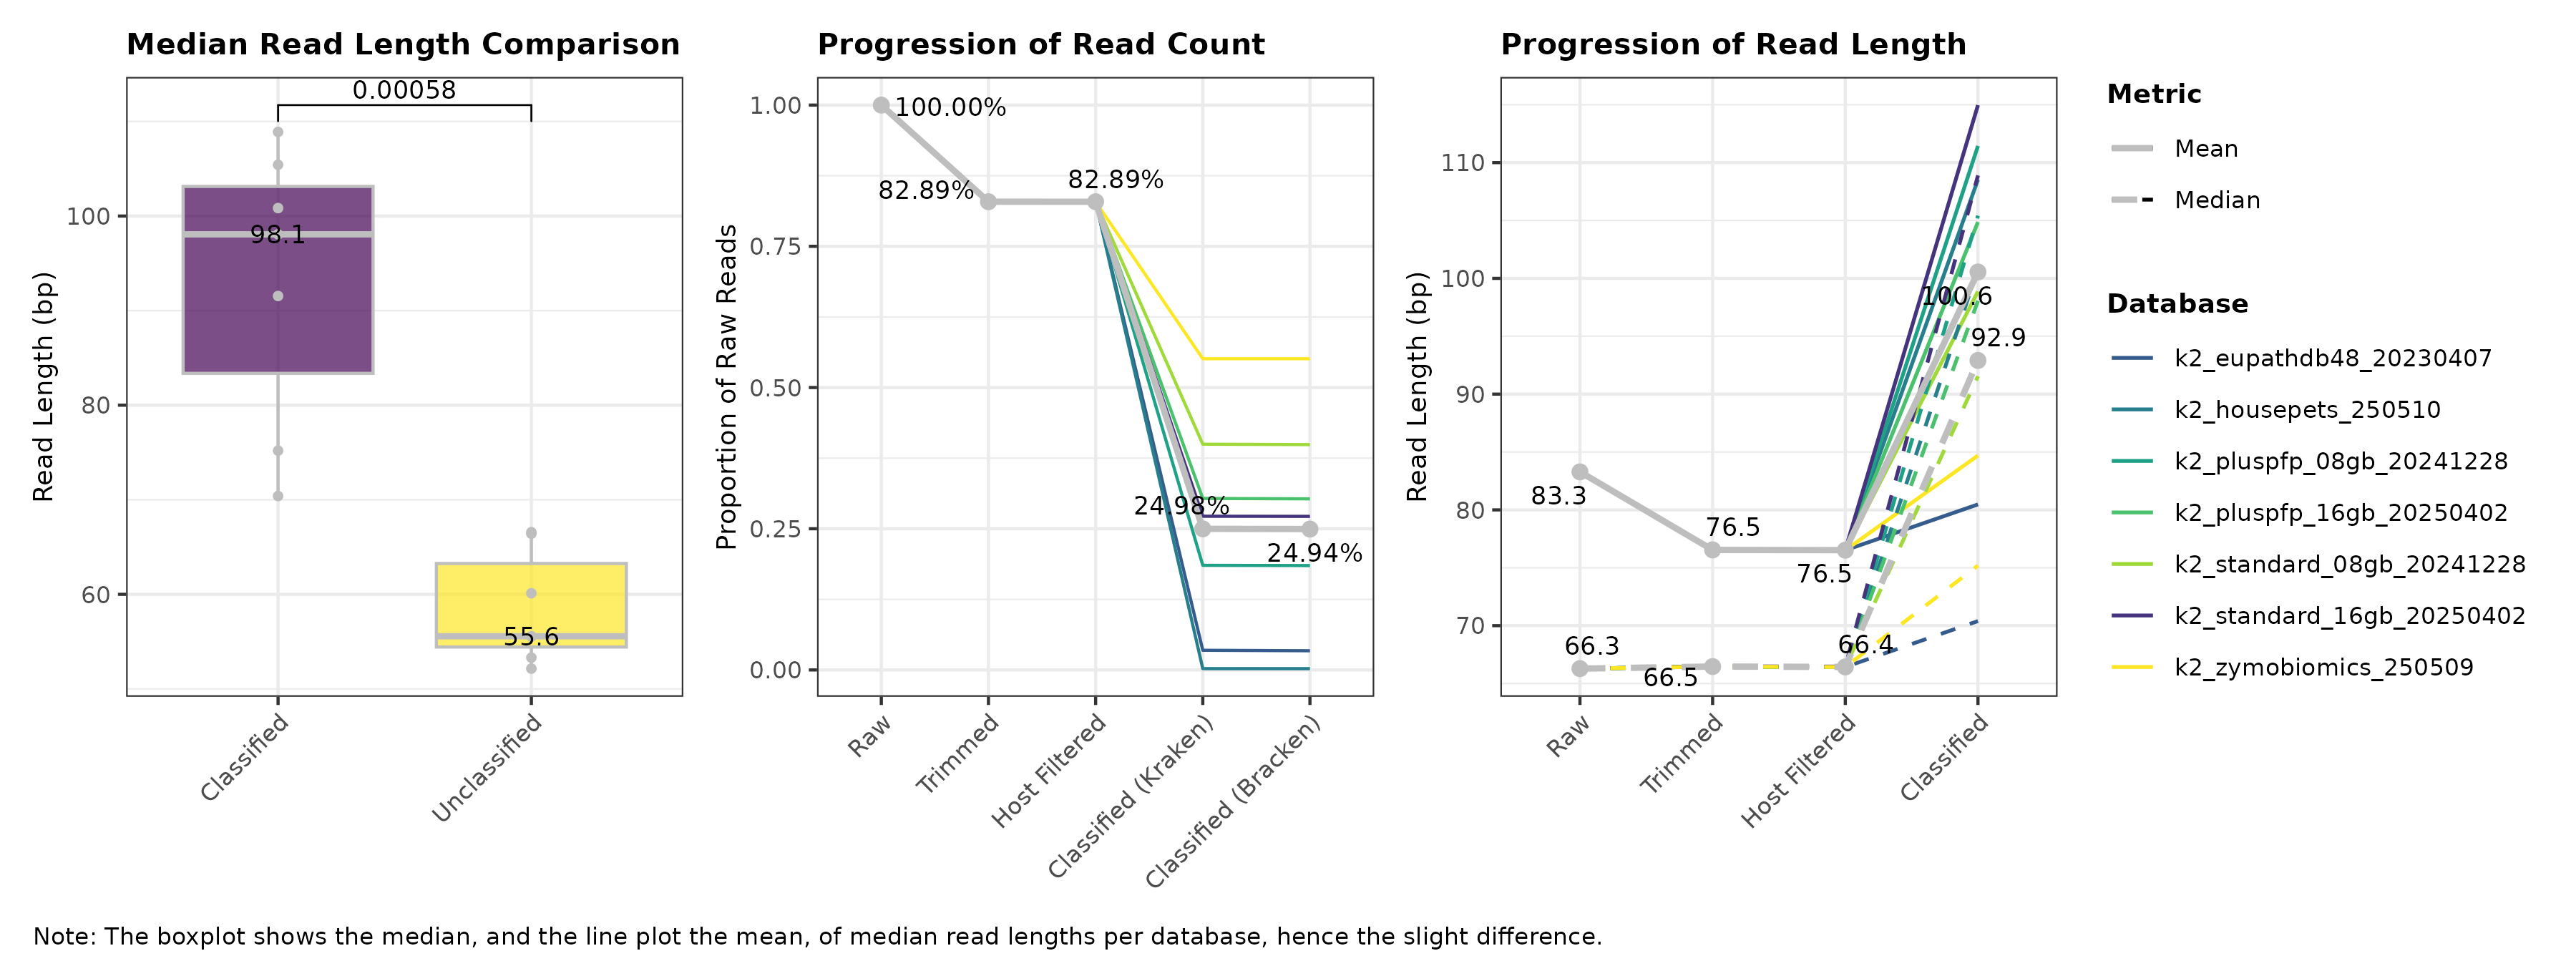 Median Read Length Comparison
0.00058
98.1
55.6
100
80
60
Read Length (bp)
Classified
Unclassified
Progression of Read Count
100.00%
82.89%
82.89%
24.98%
24.94%
1.00
0.75
0.50
0.25
0.00
Proportion of Raw Reads
Raw
Trimmed
Host Filtered
Classified (Kraken)
Classified (Bracken)
Progression of Read Length
110
100
90
80
70
Read Length (bp)
83.3
76.5
76.5
100.6
92.9
66.3
66.5
66.4
Raw
Trimmed
Host Filtered
Classified
Metric
Mean
Median
Database
k2_eupathdb48_20230407
k2_housepets_250510
k2_pluspfp_08gb_20241228
k2_pluspfp_16gb_20250402
k2_standard_08gb_20241228
k2_standard_16gb_20250402
k2_zymobiomics_250509
Note: The boxplot shows the median, and the line plot the mean, of median read lengths per database, hence the slight difference.